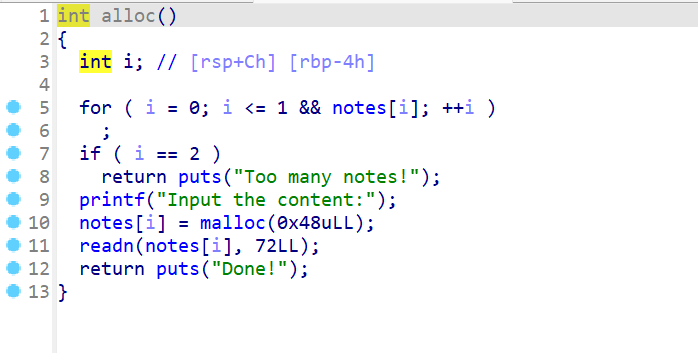 1 int alloc()
2 {
3 int i; // [rsp+Ch] [rbp-4h]
4
5 for ( i = 0; i <= 1 && notes[i]; ++i )
6 ;
7 if ( i == 2 )
8 return puts("Too many notes!");
9 printf("Input the content:");
10 notes[i] = malloc(0x48uLL);
11 readn(notes[i], 72LL);
12 return puts("Done!");
13 }